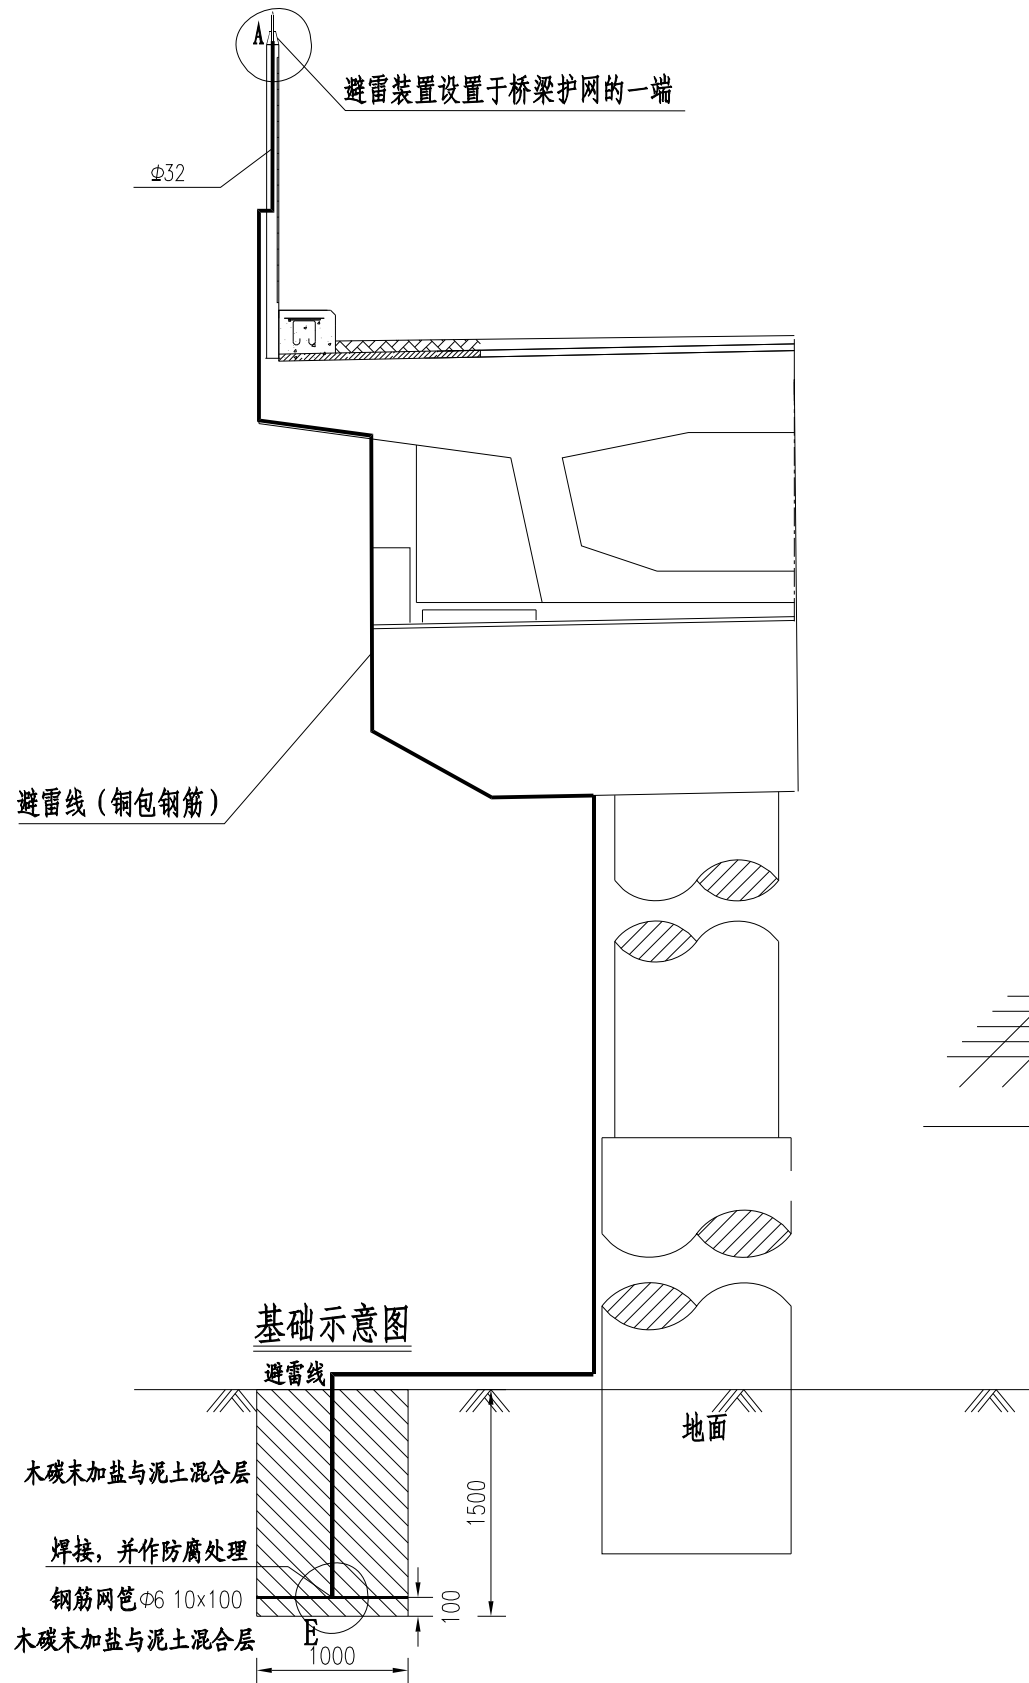 A
避雷装置设置于桥梁护网的一端
Φ32
避雷线（铜包钢筋）
基础示意图
避雷线
地面
木碳末加盐与泥土混合层
1500
焊接，并作防腐处理
钢筋网笆Φ6 10×100
100
木碳末加盐与泥土混合层
E
1000